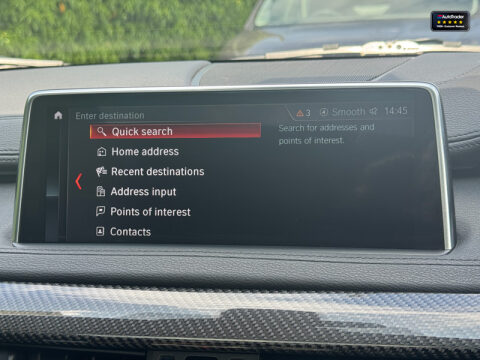 AutoTrader
Enter destination
3 Smooth 14:45
Quick search
Search for addresses and
points of interest.
Home address
Recent destinations
Address input
Points of interest
Contacts